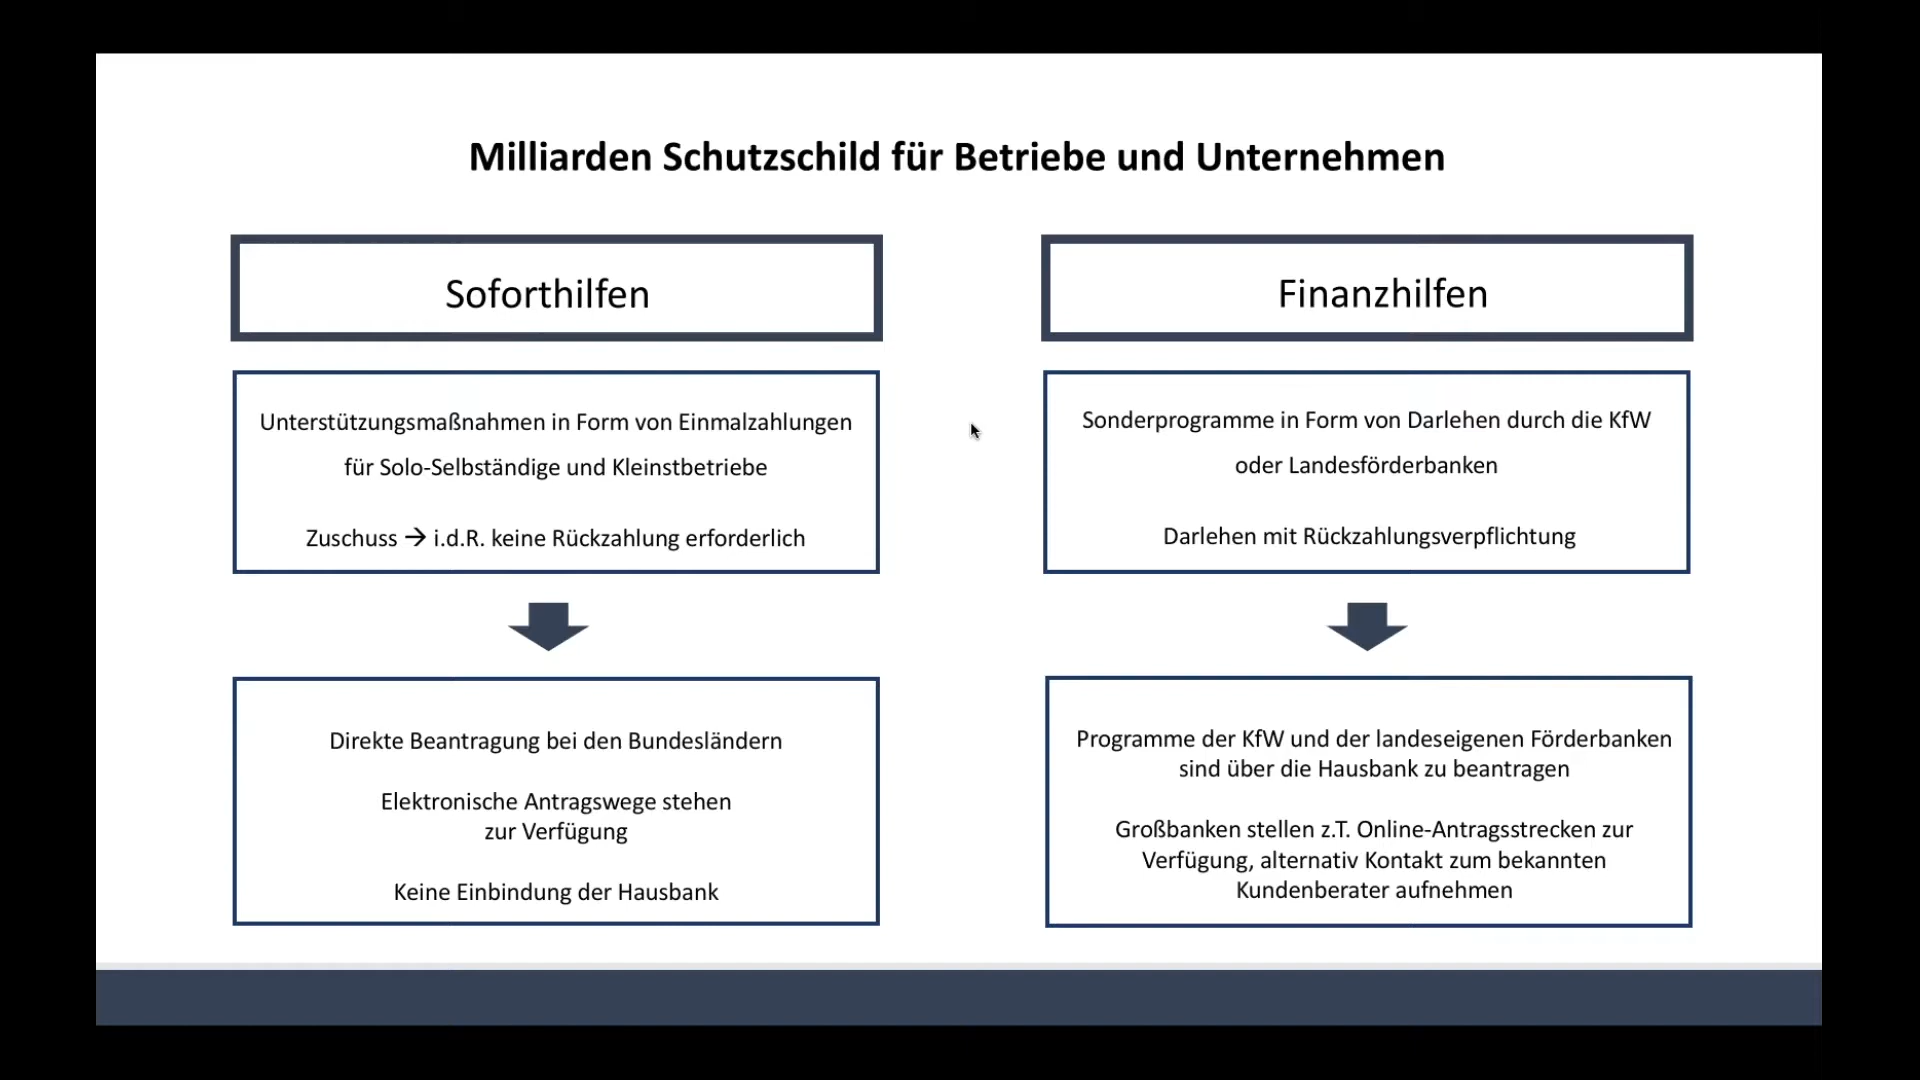 Milliarden Schutzschild für Betriebe und Unternehmen
Soforthilfen
Unterstützungsmaßnahmen in Form von Einmalzahlungen
für Solo-Selbständige und Kleinstbetriebe
Zuschuss → i.d.R. keine Rückzahlung erforderlich
Direkte Beantragung bei den Bundesländern
Elektronische Antragswege stehen
zur Verfügung
Keine Einbindung der Hausbank
Finanzhilfen
Sonderprogramme in Form von Darlehen durch die KfW
oder Landesförderbanken
Darlehen mit Rückzahlungsverpflichtung
Programme der KfW und der landeseigenen Förderbanken
sind über die Hausbank zu beantragen
Großbanken stellen z.T. Online-Antragsstrecken zur
Verfügung, alternativ Kontakt zum bekannten
Kundenberater aufnehmen